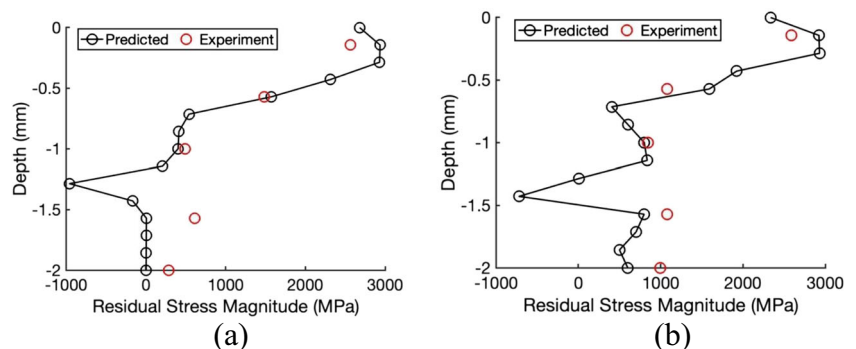 0
Predicted
Experiment
-0.5
Depth (mm)
-1
-1.5
-2
-1000
0
1000
2000
3000
Residual Stress Magnitude (MPa)
(a)
0
Predicted
Experiment
-0.5
Depth (mm)
-1
-1.5
-2
-1000
0
1000
2000
3000
Residual Stress Magnitude (MPa)
(b)